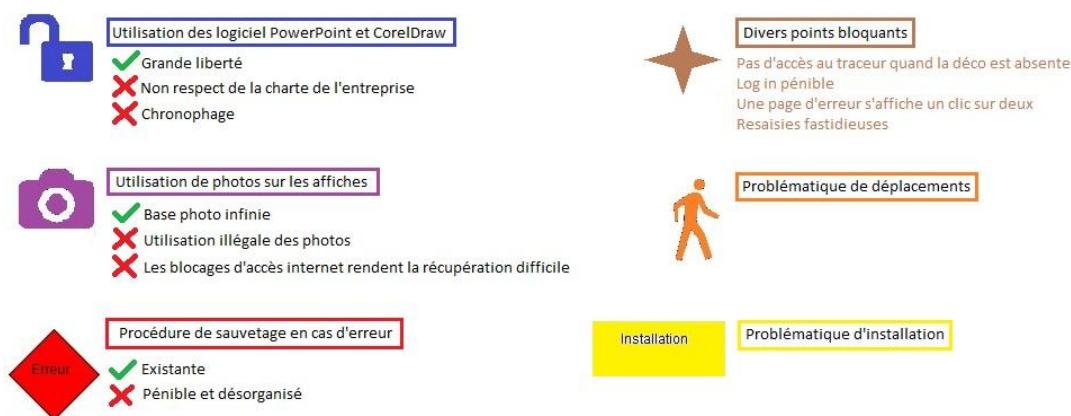 Utilisation des logiciel PowerPoint et CorelDraw
Grande liberté
Non respect de la charte de l'entreprise
Chronophage
Utilisation de photos sur les affiches
Base photo infinie
Utilisation illégale des photos
Les blocages d'accès internet rendent la récupération difficile
Erreur
Procédure de sauvetage en cas d'erreur
Existante
Pénible et désorganisé
Divers points bloquants
Pas d'accès au traceur quand la déco est absente
Log in pénible
Une page d'erreur s'affiche un clic sur deux
Resaisies fastidieuses
Problématique de déplacements
Installation
Problématique d'installation